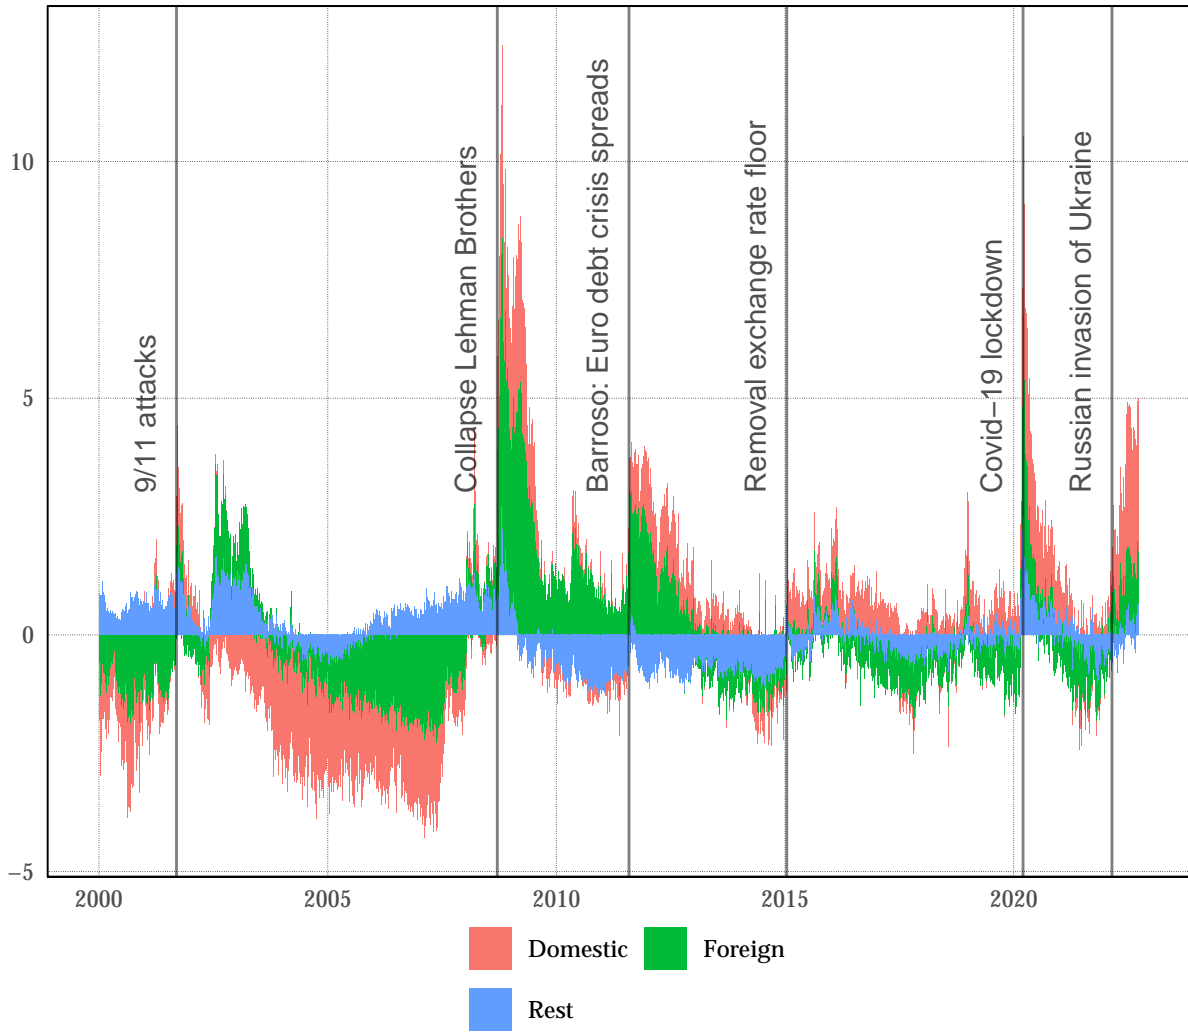 10
5
0
−5
9/11 attacks
Collapse Lehman Brothers
Barroso: Euro debt crisis spreads
Removal exchange rate floor
Covid−19 lockdown
Russian invasion of Ukraine
2000
2005
2010
2015
2020
Domestic
Foreign
Rest